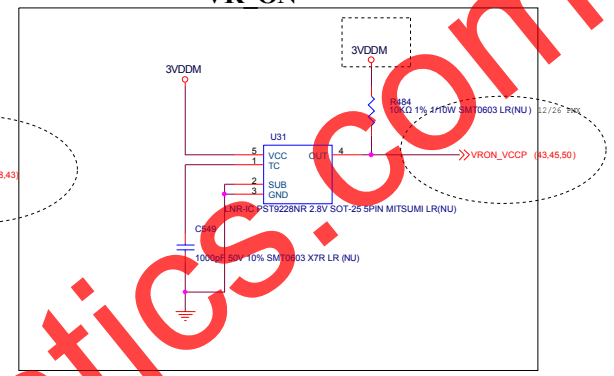 VR_ON
3VDDM
3VDDM
R484
10KΩ 1% 1/10W SMT0603 LR(NU)
12/26
U31
5 VCC OUT 4
1 TC
2 SUB
3 GND
VRON_VCCP (43,45,50)
3,43)
LNR-IC PST9228NR 2.8V SOT-25 5PIN MITSUMI LR(NU)
C549
1000pF 50V 10% SMT0603 X7R LR (NU)
tics.com